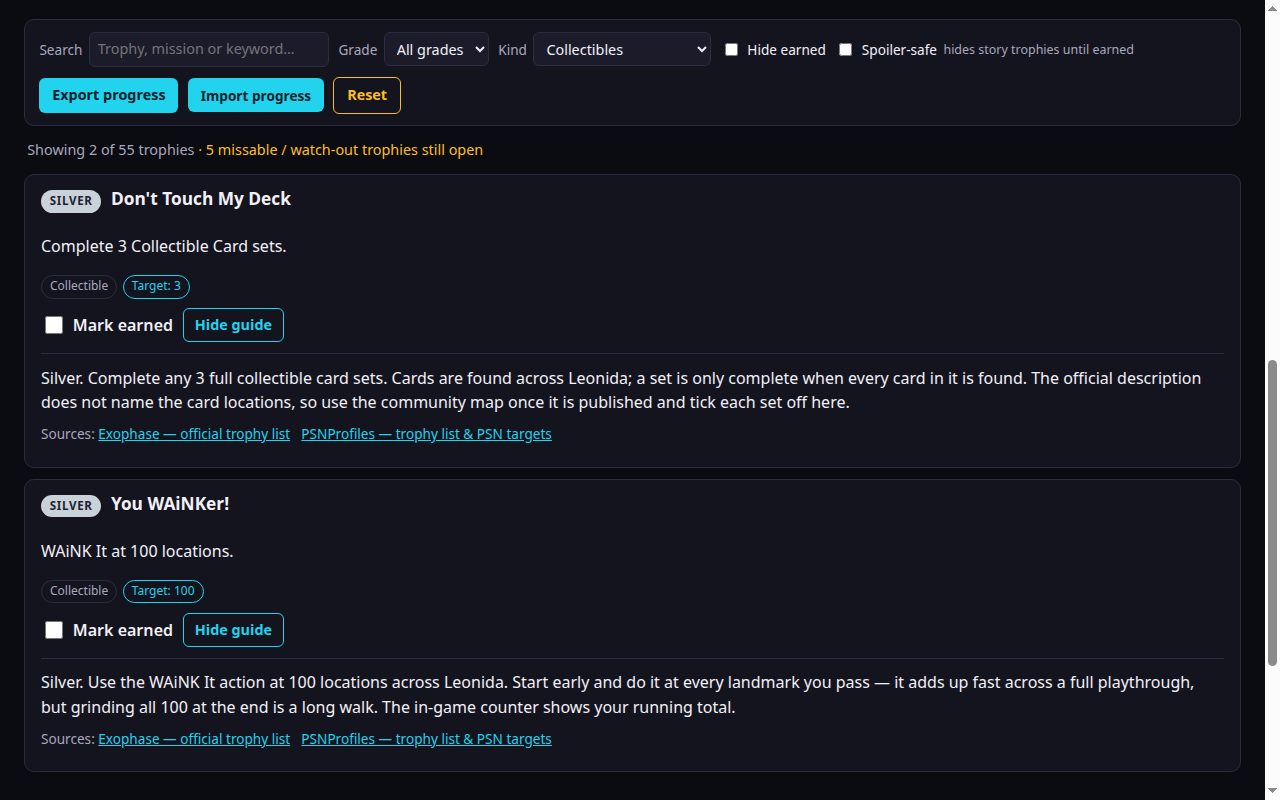 Search Trophy, mission or keyword... Grade All grades Kind Collectibles Hide earned Spoiler-safe hides story trophies until earned
Export progress Import progress Reset
Showing 2 of 55 trophies · 5 missable / watch-out trophies still open
SILVER Don't Touch My Deck
Complete 3 Collectible Card sets.
Collectible Target: 3
Mark earned Hide guide
Silver. Complete any 3 full collectible card sets. Cards are found across Leonida; a set is only complete when every card in it is found. The official description
does not name the card locations, so use the community map once it is published and tick each set off here.
Sources: Exophase — official trophy list PSNProfiles — trophy list & PSN targets
SILVER You WAiNKer!
WAiNK It at 100 locations.
Collectible Target: 100
Mark earned Hide guide
Silver. Use the WAiNK It action at 100 locations across Leonida. Start early and do it at every landmark you pass — it adds up fast across a full playthrough,
but grinding all 100 at the end is a long walk. The in-game counter shows your running total.
Sources: Exophase — official trophy list PSNProfiles — trophy list & PSN targets